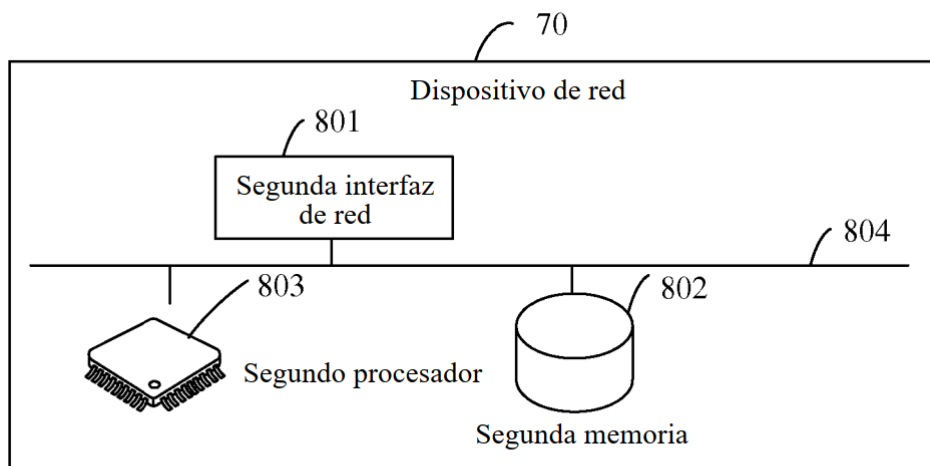 70
Dispositivo de red
801
Segunda interfaz
de red
804
803
802
Segundo procesador
Segunda memoria